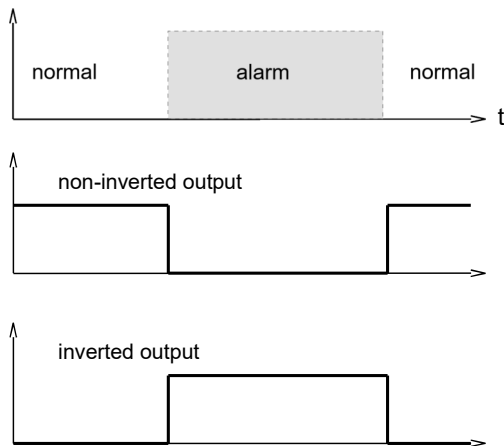 normal alarm normal
t
non-inverted output
inverted output